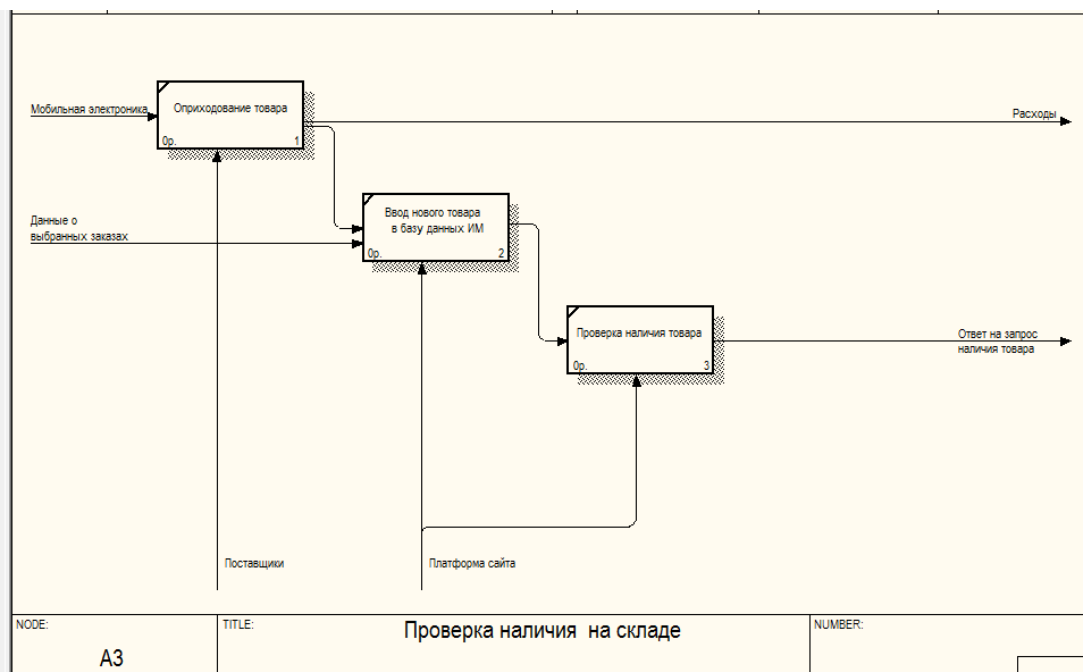 Мобильная электроника
Оприходование товара
0р.
1
Расходы
Данные о
выбранных заказах
Ввод нового товара
в базу данных ИМ
0р.
2
Проверка наличия товара
0р.
3
Ответ на запрос
наличия товара
Поставщики
Платформа сайта
NODE:
A3
TITLE:
Проверка наличия на складе
NUMBER: